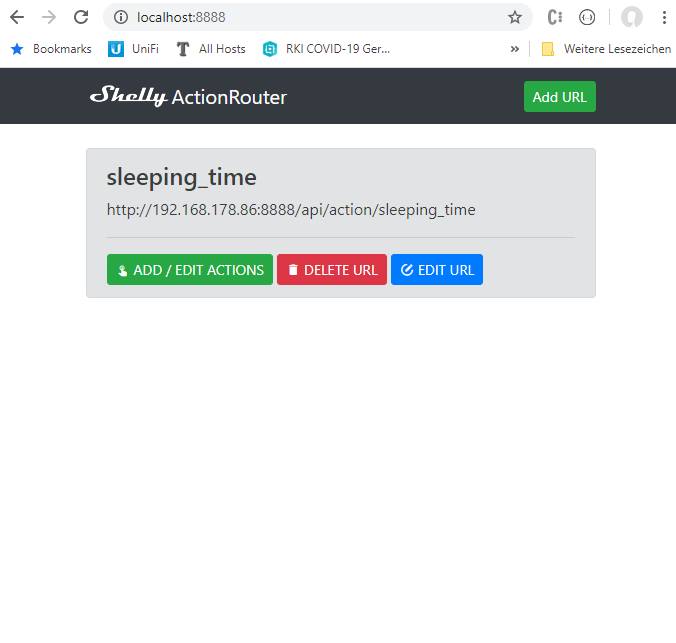 localhost:8888
Bookmarks UniFi All Hosts RKI COVID-19 Ger... » Weitere Lesezeichen
Shelly ActionRouter Add URL
sleeping_time
http://192.168.178.86:8888/api/action/sleeping_time
ADD / EDIT ACTIONS DELETE URL EDIT URL